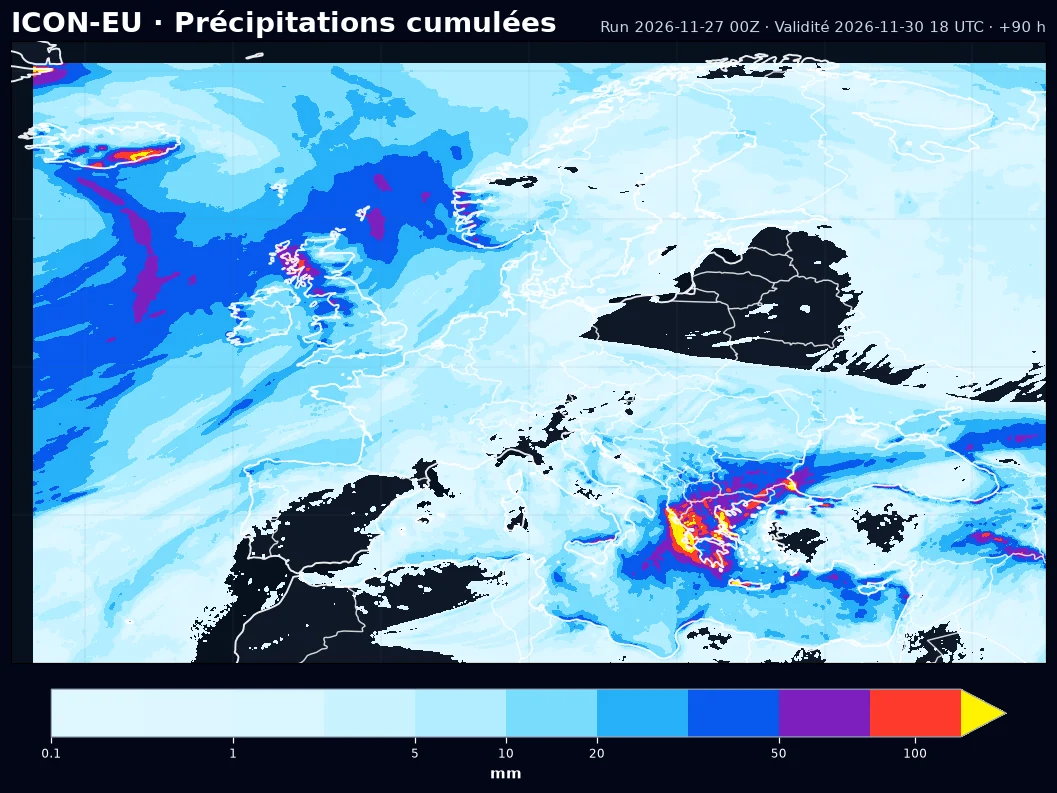 ICON-EU · Précipitations cumulées
Run 2026-11-27 00Z · Validité 2026-11-30 18 UTC · +90 h
0.1 1 5 10 20 50 100
mm